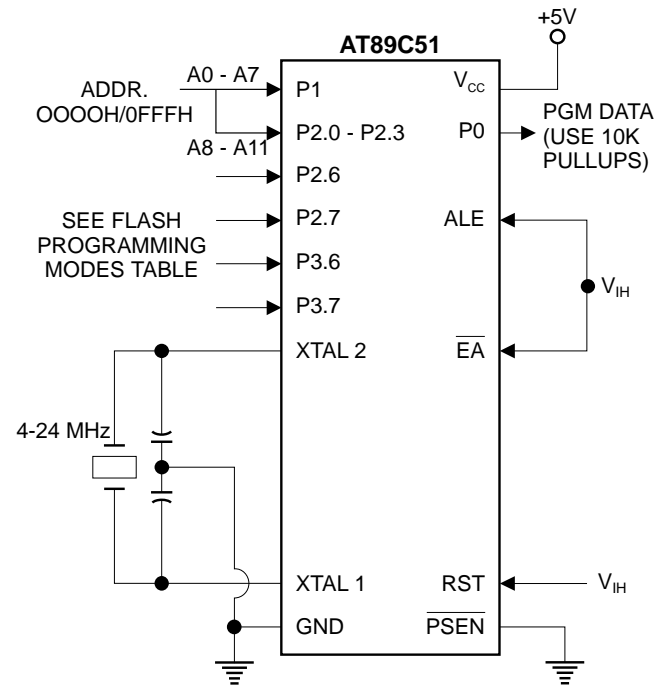 +5V
AT89C51
ADDR.
OOOOH/0FFFH
A0 - A7
A8 - A11
SEE FLASH
PROGRAMMING
MODES TABLE
4-24 MHz
P1
P2.0 - P2.3
P2.6
P2.7
P3.6
P3.7
XTAL 2
XTAL 1
GND
VCC
P0
ALE
EA
RST
PSEN
PGM DATA
(USE 10K
PULLUPS)
VIH
VIH